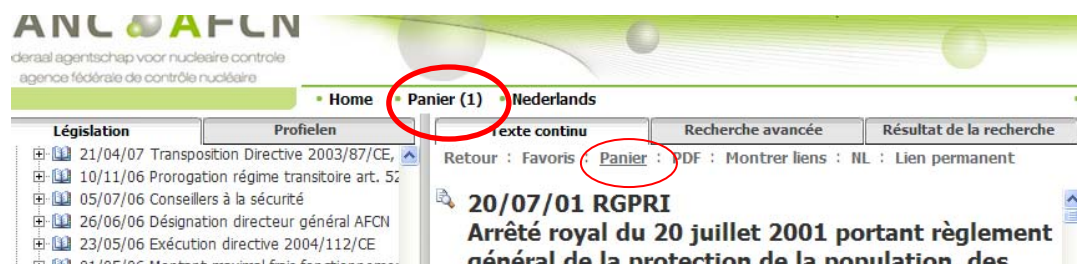 ANC AFCN
deraal agentschap voor nucleaire controle
agence fédérale de contrôle nucléaire
• Home • Panier (1) • Nederlands
Législation Profielen Texte continu Recherche avancée Résultat de la recherche
21/04/07 Transposition Directive 2003/87/CE,
10/11/06 Prorogation régime transitoire art. 52
05/07/06 Conseillers à la sécurité
26/06/06 Désignation directeur général AFCN
23/05/06 Exécution directive 2004/112/CE
Retour : Favoris : Panier : PDF : Montrer liens : NL : Lien permanent
20/07/01 RGPRI
Arrêté royal du 20 juillet 2001 portant règlement
général de la protection de la population, des